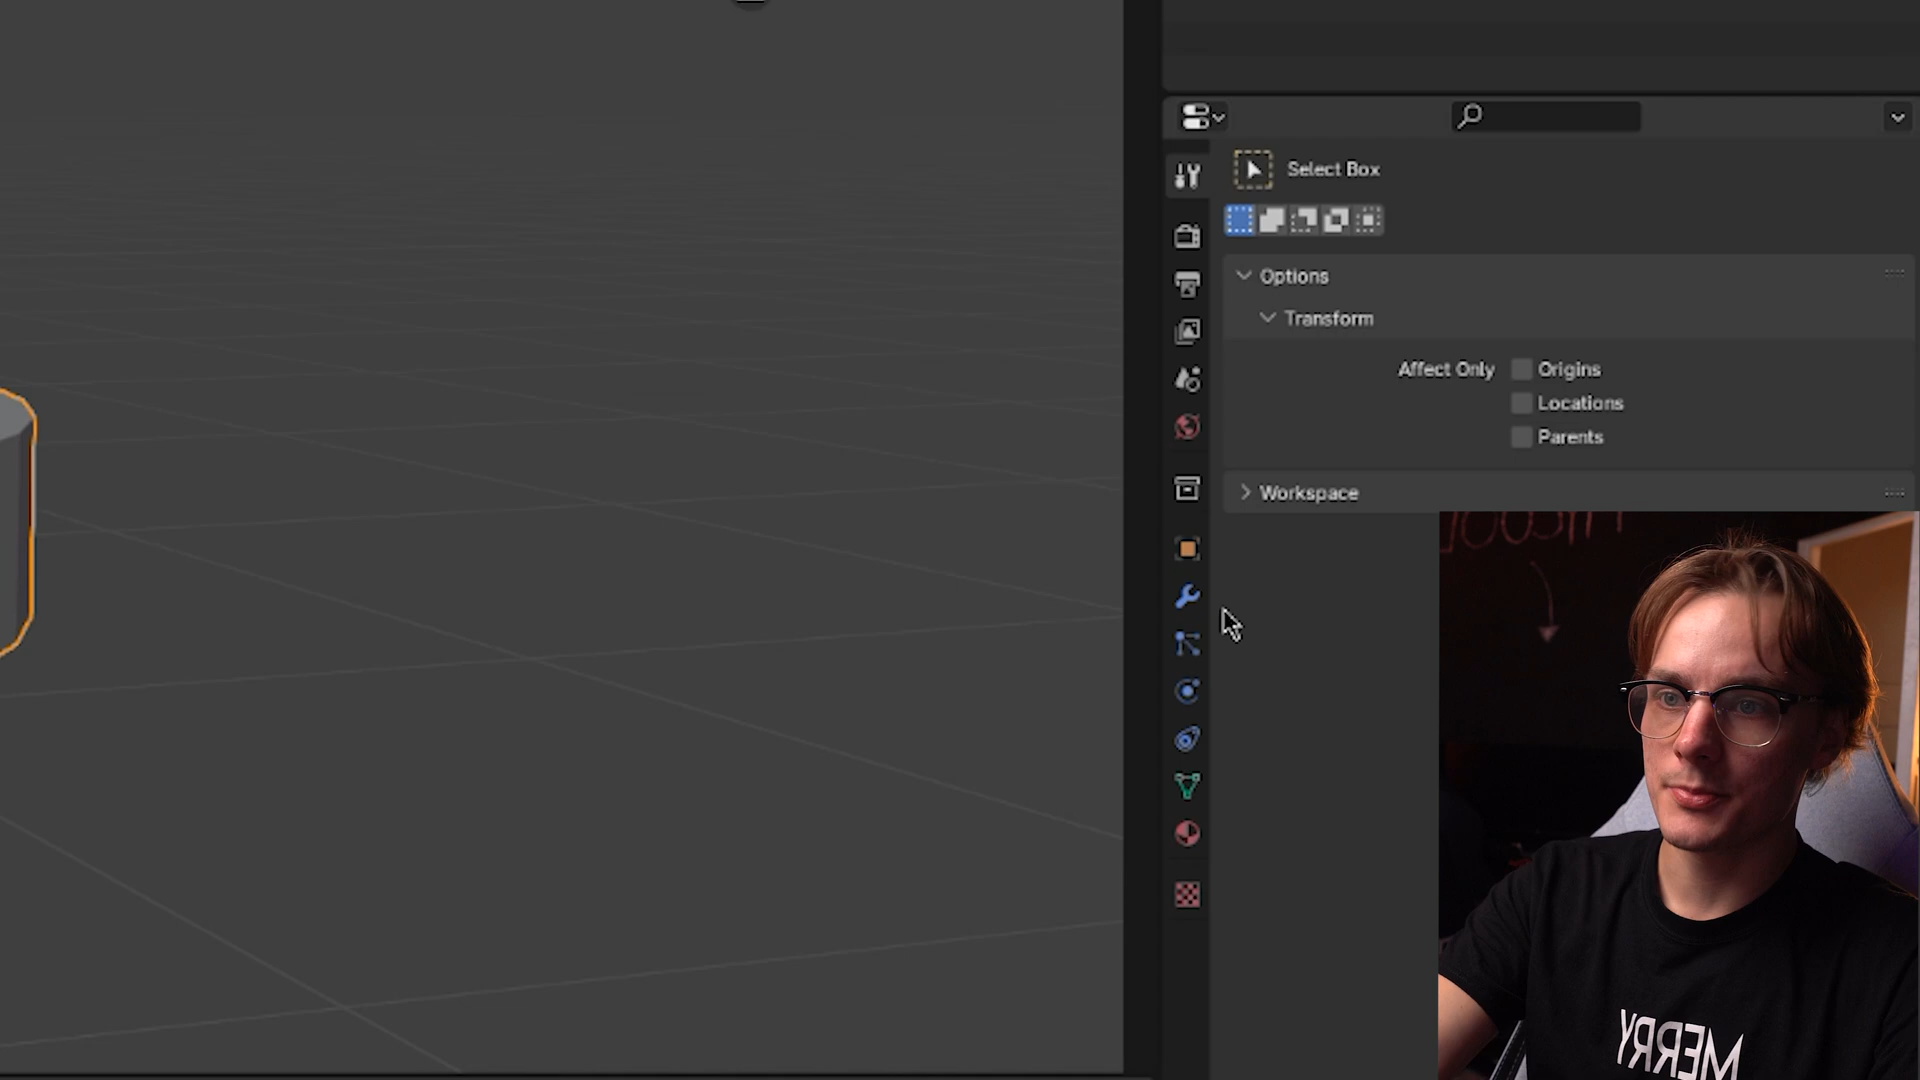 Select Box
Options
Transform
Affect Only Origins
Locations
Parents
Workspace
MERRY